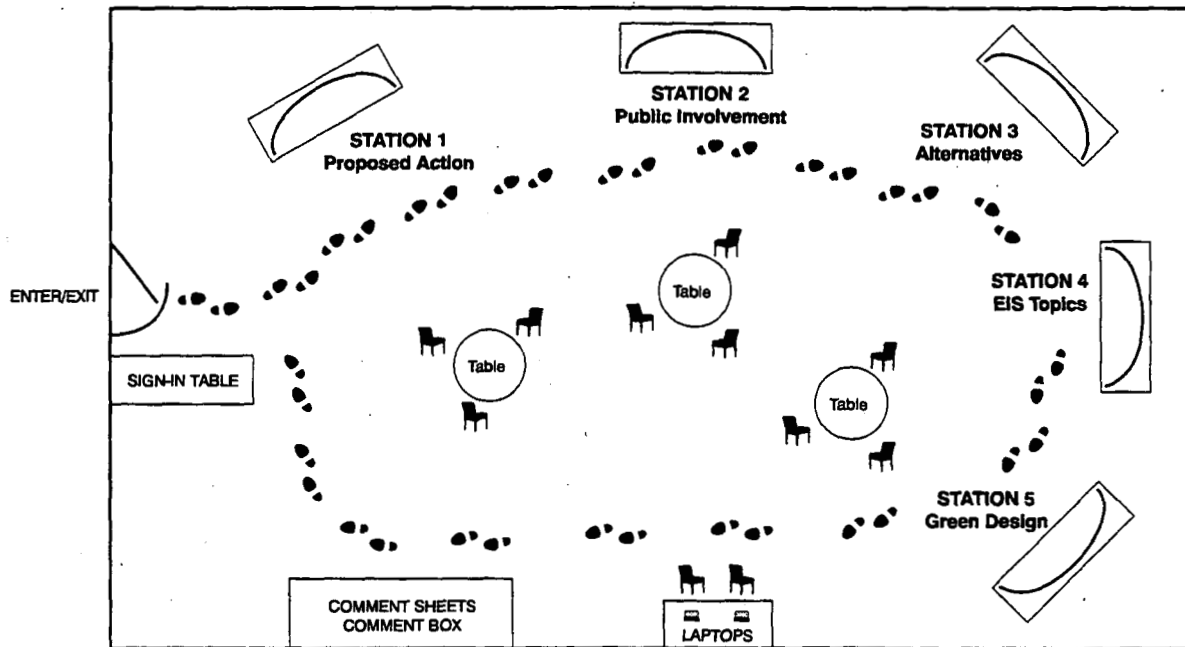 STATION 1
Proposed Action
STATION 2
Public Involvement
STATION 3
Alternatives
ENTER/EXIT
SIGN-IN TABLE
Table
Table
Table
STATION 4
EIS Topics
STATION 5
Green Design
COMMENT SHEETS
COMMENT BOX
LAPTOPS